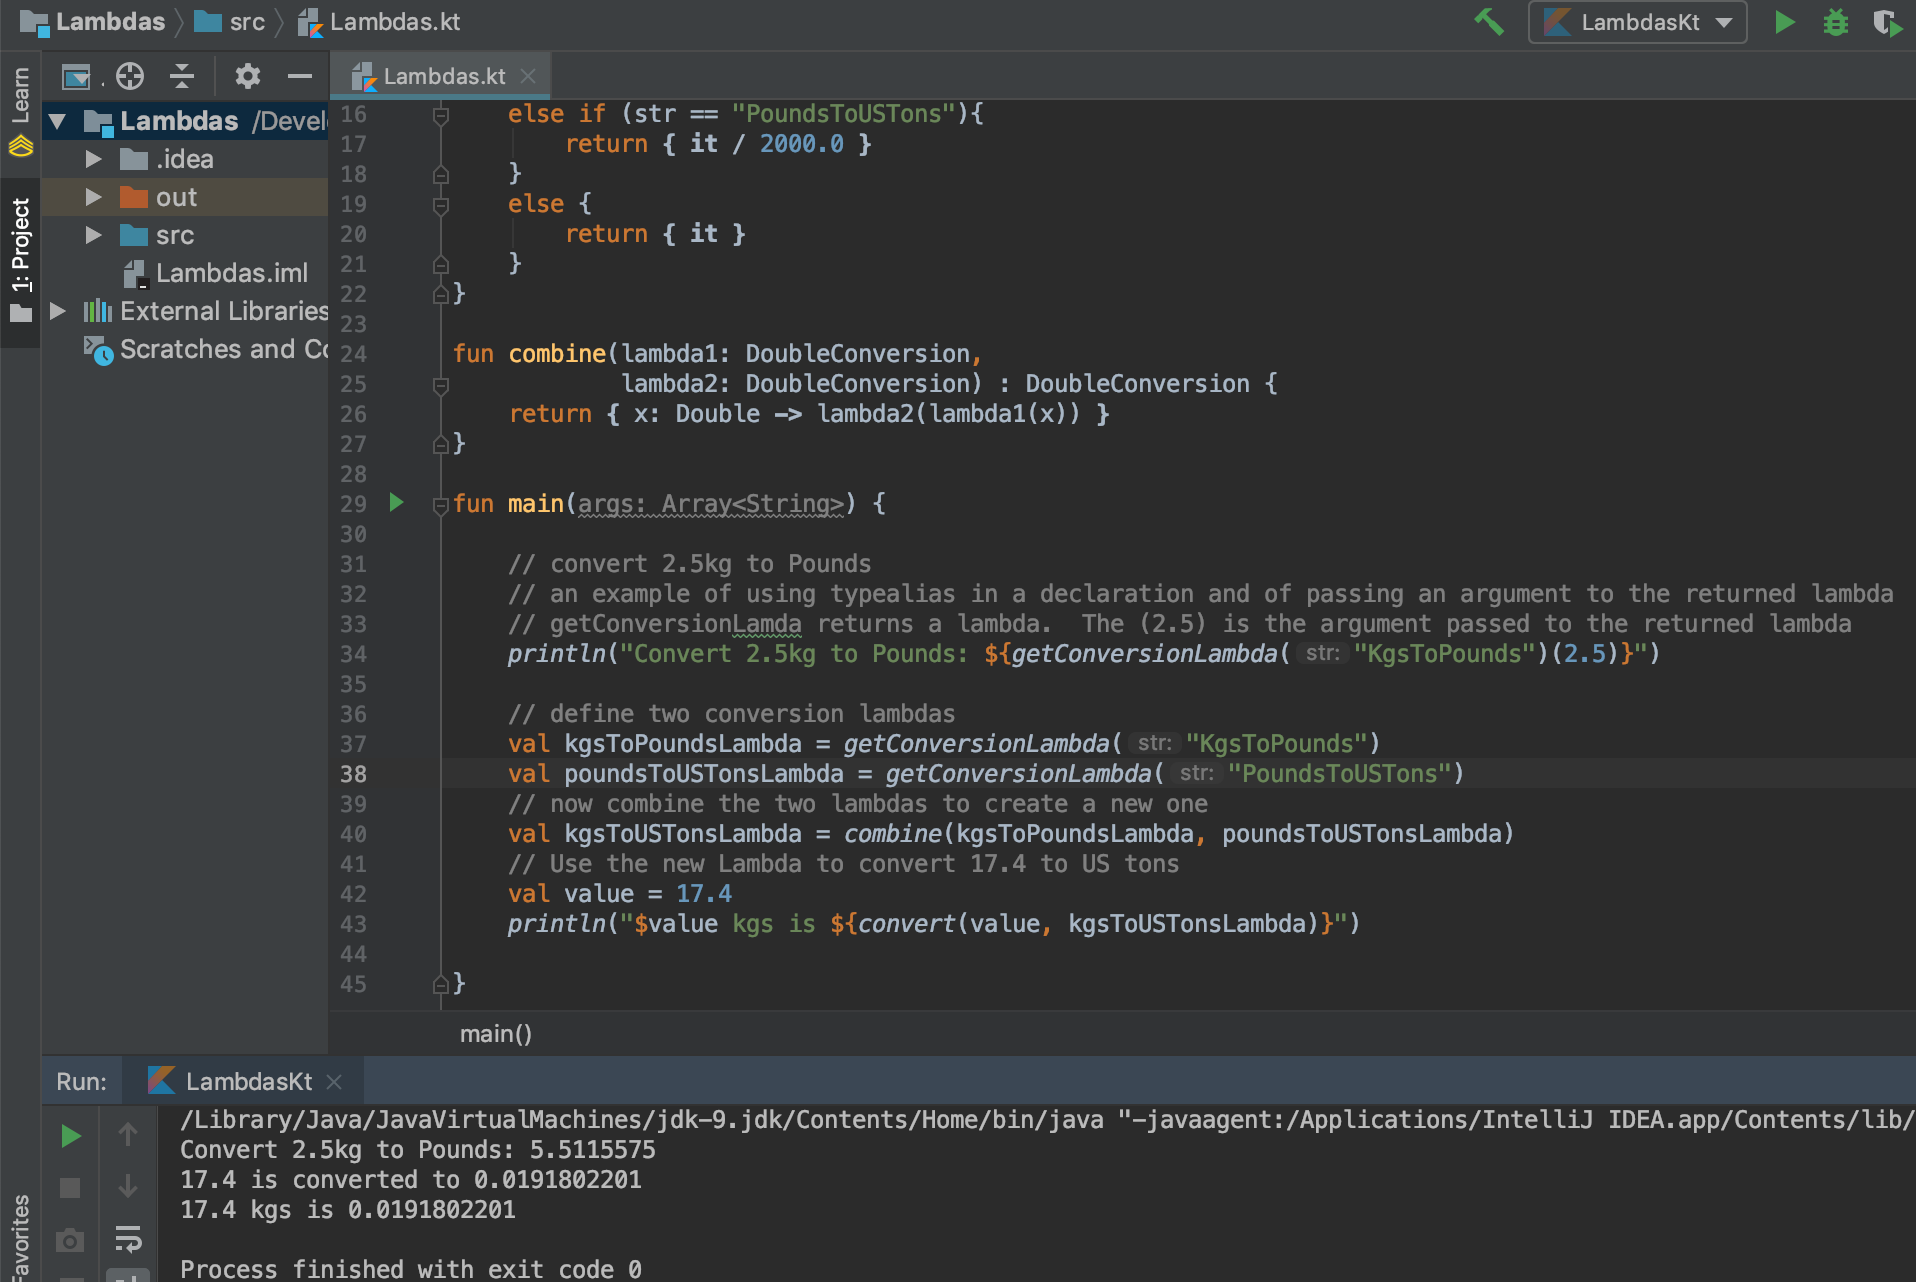 Lambdas src Lambdas.kt LambdasKt
Learn
1: Project
Favorites
Lambdas /Devel
.idea
out
src
Lambdas.iml
External Libraries
Scratches and Co
Lambdas.kt
16 else if (str == "PoundsToUSTons"){
17 return { it / 2000.0 }
18 }
19 else {
20 return { it }
21 }
22 }
23
24 fun combine(lambda1: DoubleConversion,
25 lambda2: DoubleConversion) : DoubleConversion {
26 return { x: Double -> lambda2(lambda1(x)) }
27 }
28
29 fun main(args: Array<String>) {
30
31 // convert 2.5kg to Pounds
32 // an example of using typealias in a declaration and of passing an argument to the returned lambda
33 // getConversionLamda returns a lambda.  The (2.5) is the argument passed to the returned lambda
34 println("Convert 2.5kg to Pounds: ${getConversionLambda( str: "KgsToPounds")(2.5)}")
35
36 // define two conversion lambdas
37 val kgsToPoundsLambda = getConversionLambda( str: "KgsToPounds")
38 val poundsToUSTonsLambda = getConversionLambda( str: "PoundsToUSTons")
39 // now combine the two lambdas to create a new one
40 val kgsToUSTonsLambda = combine(kgsToPoundsLambda, poundsToUSTonsLambda)
41 // Use the new Lambda to convert 17.4 to US tons
42 val value = 17.4
43 println("$value kgs is ${convert(value, kgsToUSTonsLambda)}")
44
45 }
main()
Run: LambdasKt
/Library/Java/JavaVirtualMachines/jdk-9.jdk/Contents/Home/bin/java "-javaagent:/Applications/IntelliJ IDEA.app/Contents/lib/
Convert 2.5kg to Pounds: 5.5115575
17.4 is converted to 0.0191802201
17.4 kgs is 0.0191802201
Process finished with exit code 0